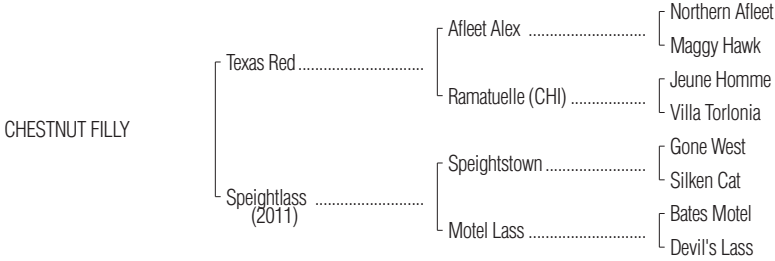 Northern Afleet
Afleet Alex ..............................
Maggy Hawk
Texas Red ................................
Jeune Homme
Ramatuelle (CHI) ...................
Villa Torlonia
CHESTNUT FILLY
Gone West
Speightstown .........................
Silken Cat
Speightlass ............................
(2011)
Bates Motel
Motel Lass .............................
Devil's Lass